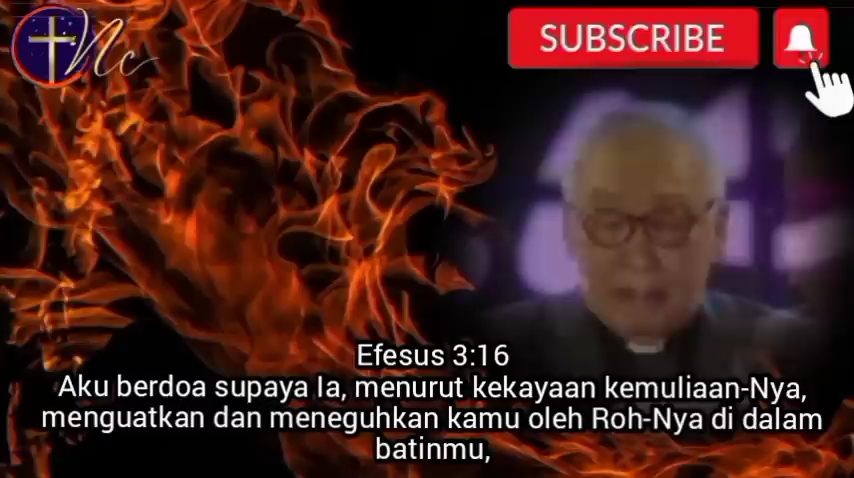 Nc
SUBSCRIBE
Efesus 3:16
Aku berdoa supaya Ia, menurut kekayaan kemuliaan-Nya,
menguatkan dan meneguhkan kamu oleh Roh-Nya di dalam
batinmu,